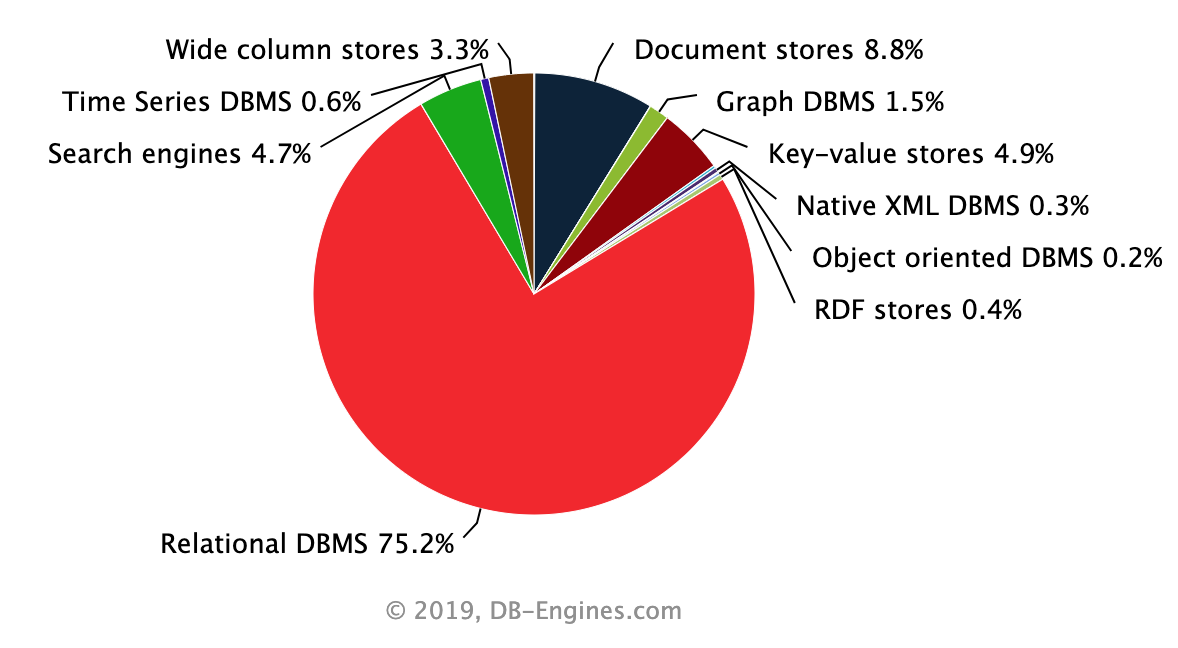 Wide column stores 3.3%
Document stores 8.8%
Time Series DBMS 0.6%
Graph DBMS 1.5%
Search engines 4.7%
Key-value stores 4.9%
Native XML DBMS 0.3%
Object oriented DBMS 0.2%
RDF stores 0.4%
Relational DBMS 75.2%
© 2019, DB-Engines.com